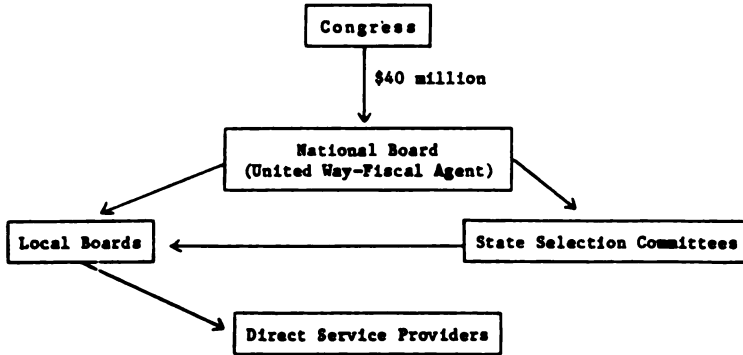 Congress
$40 million
National Board
(United Way-Fiscal Agent)
Local Boards
State Selection Committees
Direct Service Providers